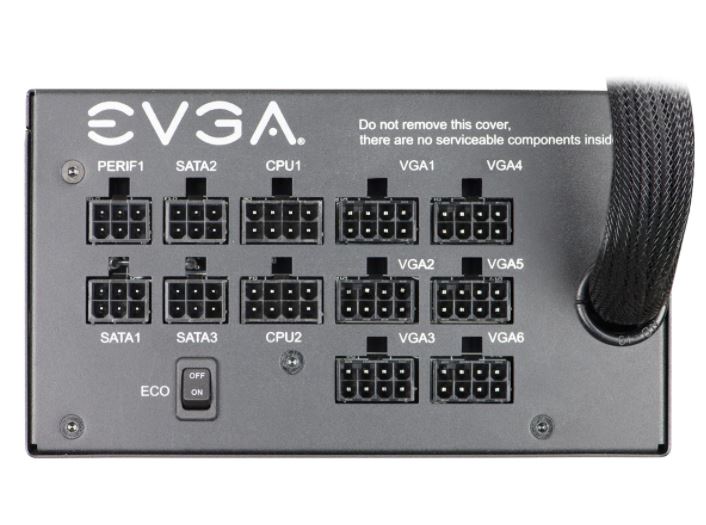 EVGA®
Do not remove this cover,
there are no serviceable components inside
PERIF1 SATA2 CPU1 VGA1 VGA4
VGA2 VGA5
SATA1 SATA3 CPU2 VGA3 VGA6
ECO OFF
ON